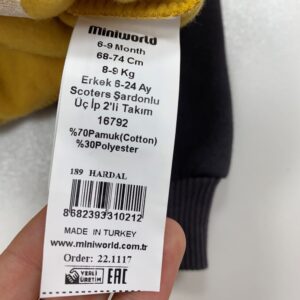 miniworld
6-9 Month
68-74 Cm
8-9 Kg
Erkek 6-24 Ay
Scoters Şardonlu
Üç İp 2'li Takım
16792
%70Pamuk(Cotton)
%30Polyester
189 HARDAL
8682393310212
MADE IN TURKEY
www.miniworld.com.tr
Order: 22.1117
YERLİ
ÜRETİM
EAC